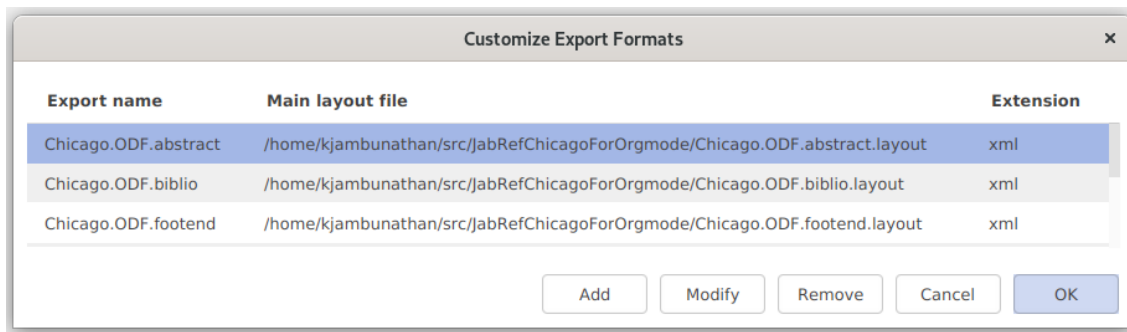 Customize Export Formats ×
Export name Main layout file Extension
Chicago.ODF.abstract /home/kjambunathan/src/JabRefChicagoForOrgmode/Chicago.ODF.abstract.layout xml
Chicago.ODF.biblio /home/kjambunathan/src/JabRefChicagoForOrgmode/Chicago.ODF.biblio.layout xml
Chicago.ODF.footend /home/kjambunathan/src/JabRefChicagoForOrgmode/Chicago.ODF.footend.layout xml
Add Modify Remove Cancel OK